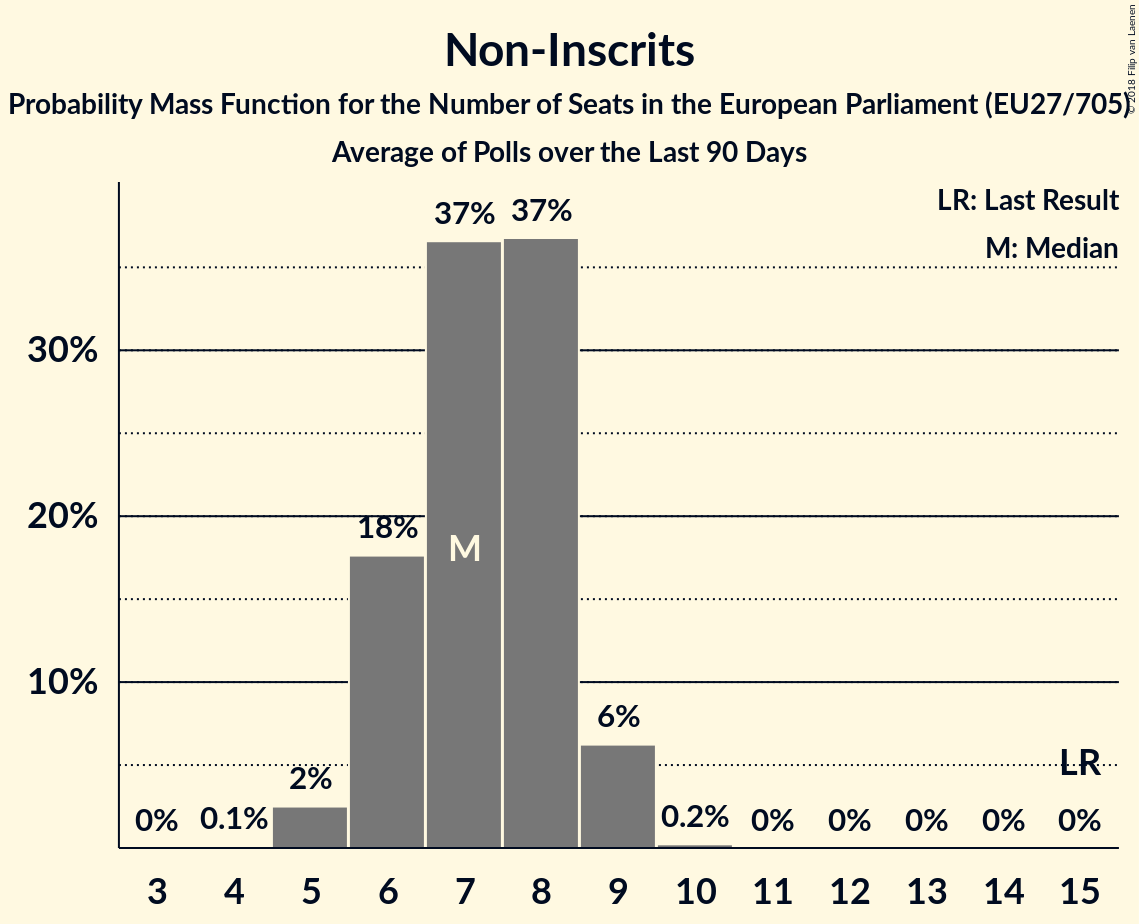 Non-Inscrits
Probability Mass Function for the Number of Seats in the European Parliament (EU27/705)
Average of Polls over the Last 90 Days
© 2018 Filip van Laenen
LR: Last Result
M: Median
37% 37%
30%
20%
18%
M
10%
6%
LR
2%
0% 0.1% 0.2% 0% 0% 0% 0% 0%
3 4 5 6 7 8 9 10 11 12 13 14 15